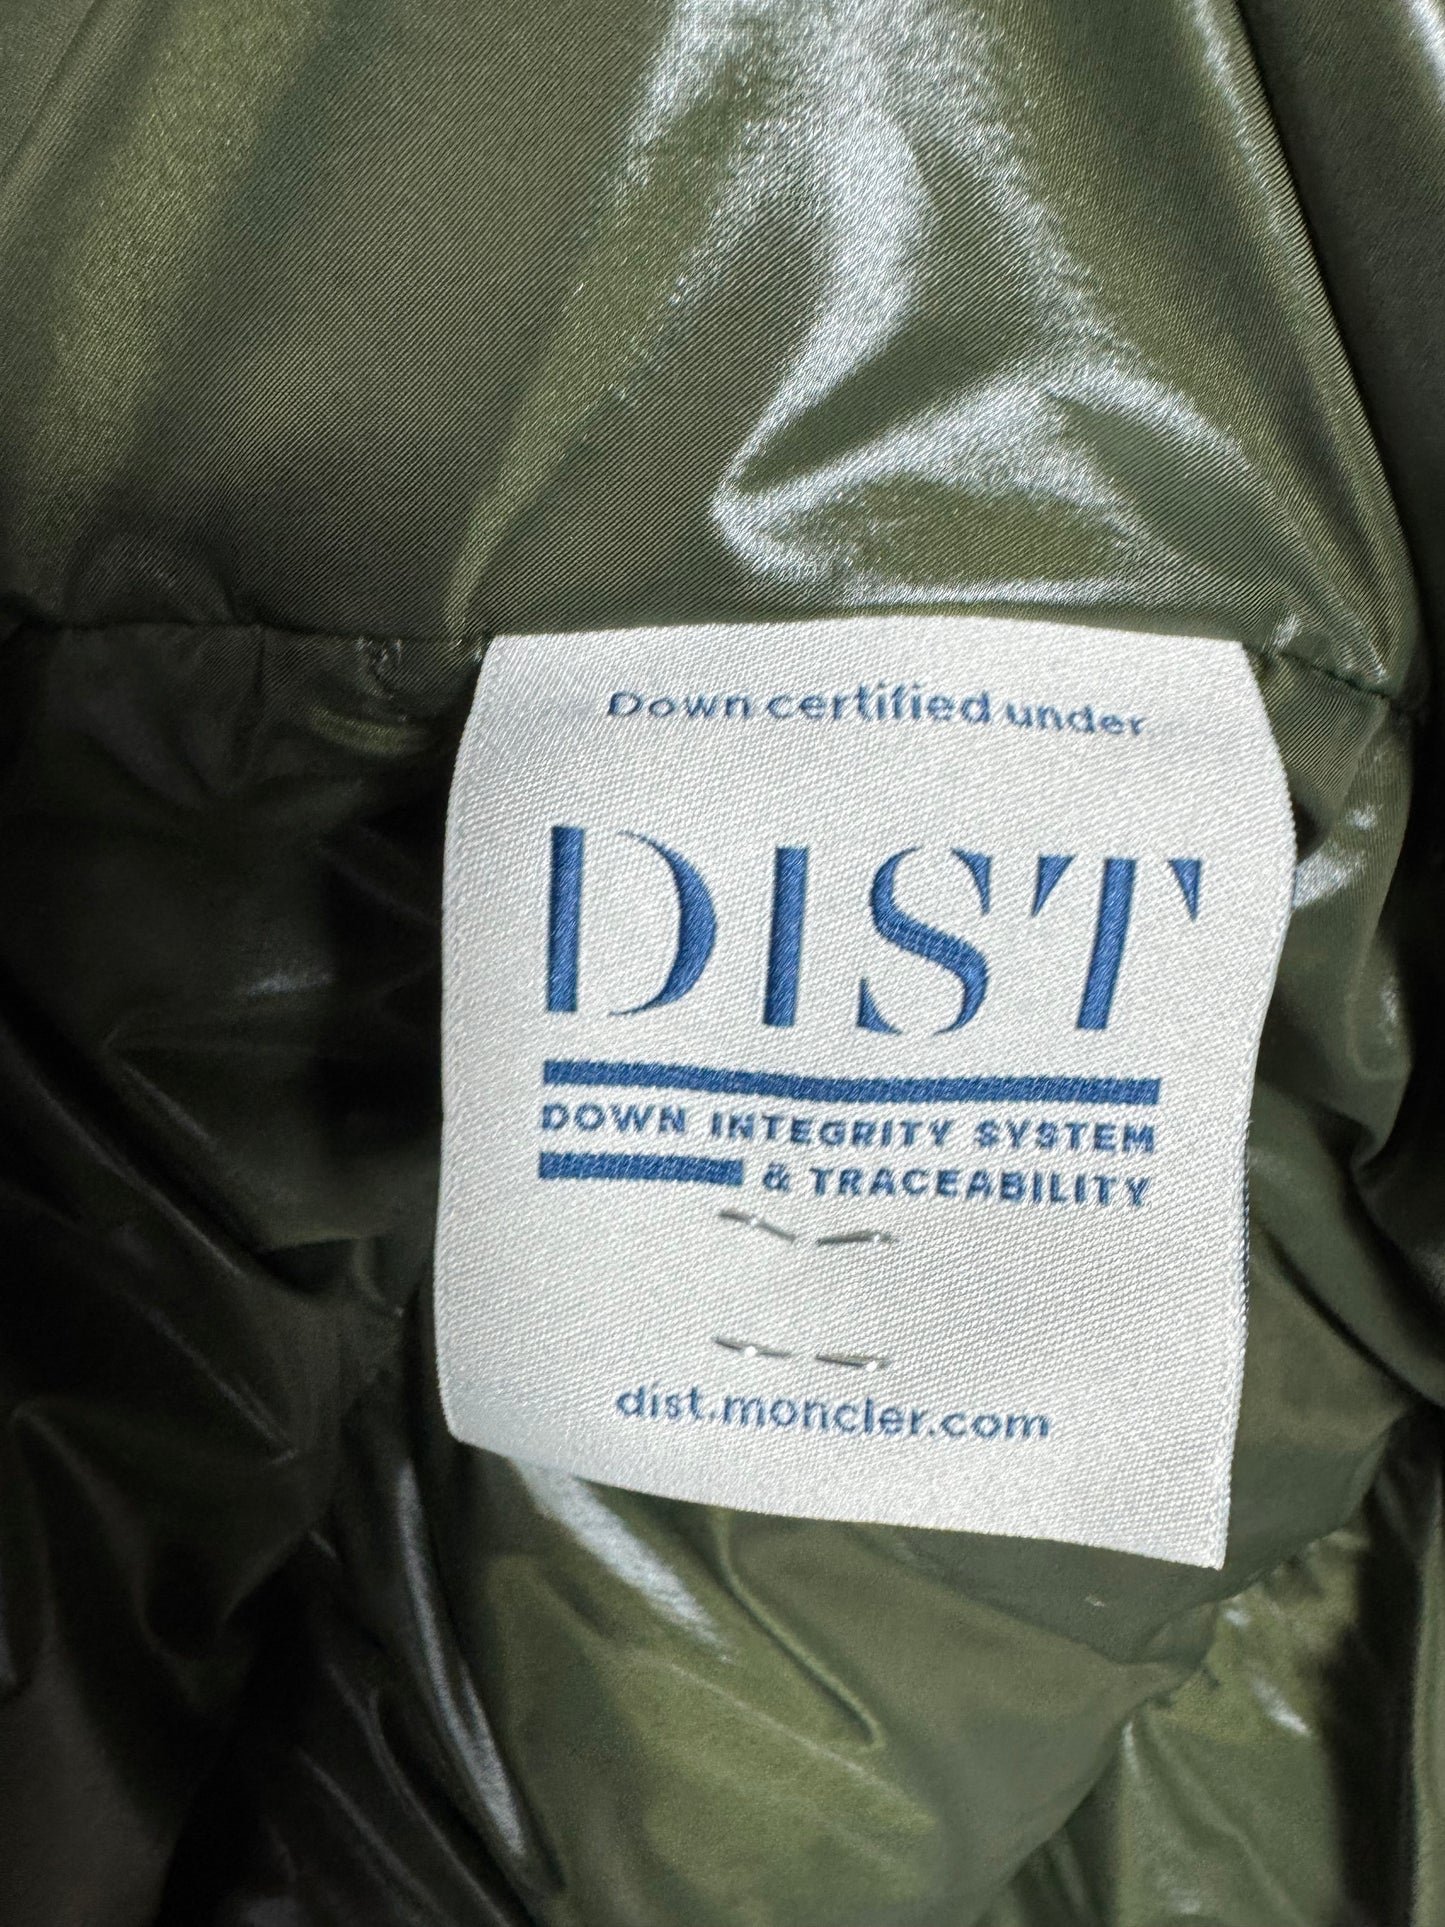 Down certified under
DIST
DOWN INTEGRITY SYSTEM
& TRACEABILITY
dist.moncler.com